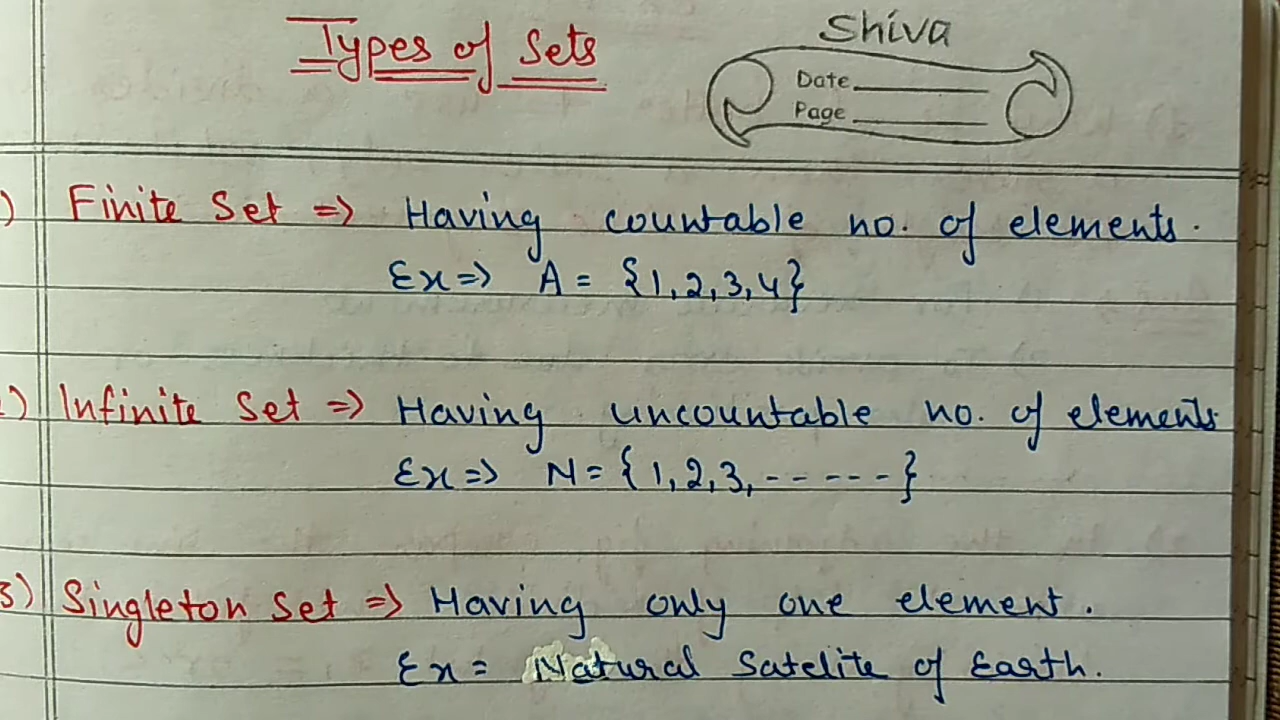 Types of Sets
Shiva
Date
Page
) Finite Set => Having countable no. of elements.
Ex => A = {1,2,3,4}
) Infinite Set => Having uncountable no. of elements
Ex => N = {1,2,3,-----}
3) Singleton Set => Having only one element.
Ex = Natural Satelite of Earth.